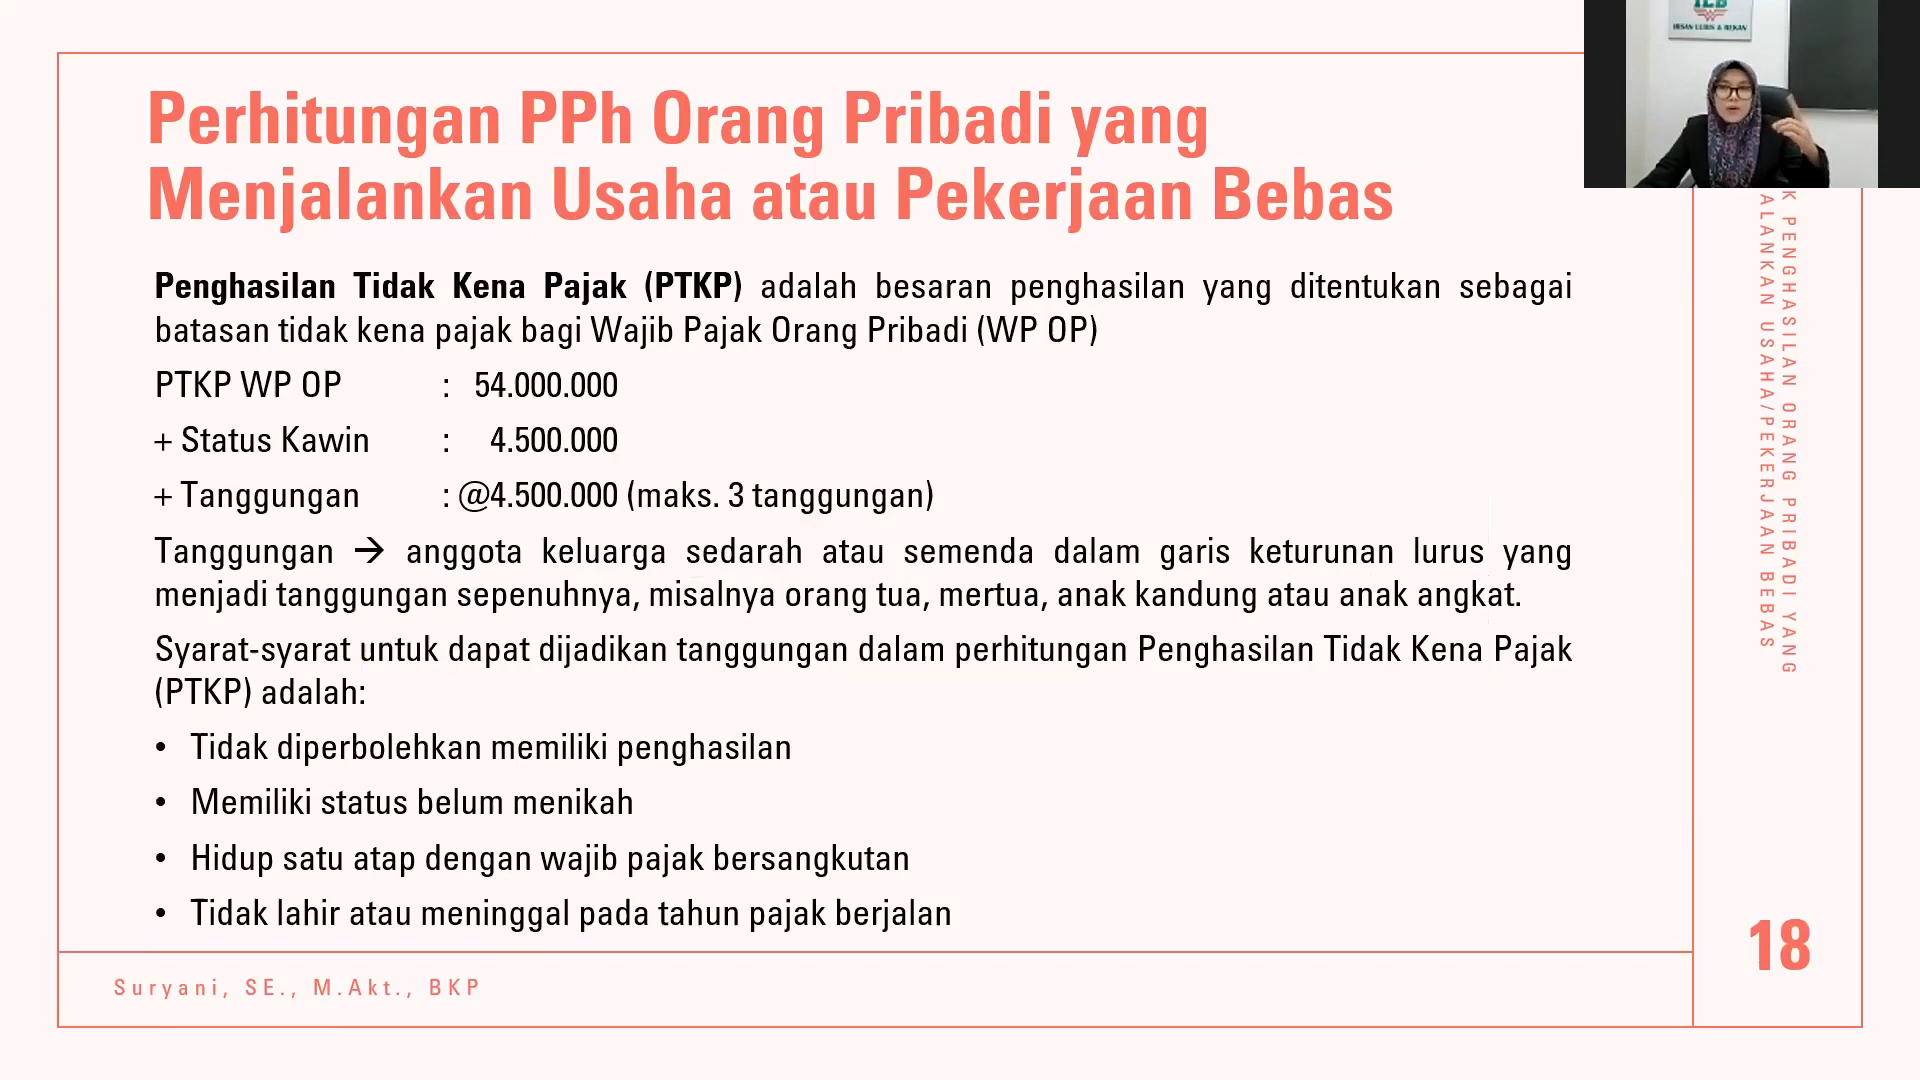 Perhitungan PPh Orang Pribadi yang
Menjalankan Usaha atau Pekerjaan Bebas
Penghasilan Tidak Kena Pajak (PTKP) adalah besaran penghasilan yang ditentukan sebagai
batasan tidak kena pajak bagi Wajib Pajak Orang Pribadi (WP OP)
PTKP WP OP : 54.000.000
+ Status Kawin : 4.500.000
+ Tanggungan : @4.500.000 (maks. 3 tanggungan)
Tanggungan → anggota keluarga sedarah atau semenda dalam garis keturunan lurus yang
menjadi tanggungan sepenuhnya, misalnya orang tua, mertua, anak kandung atau anak angkat.
Syarat-syarat untuk dapat dijadikan tanggungan dalam perhitungan Penghasilan Tidak Kena Pajak
(PTKP) adalah:
• Tidak diperbolehkan memiliki penghasilan
• Memiliki status belum menikah
• Hidup satu atap dengan wajib pajak bersangkutan
• Tidak lahir atau meninggal pada tahun pajak berjalan
Suryani, SE., M.Akt., BKP
K PENGHASILAN ORANG PRIBADI YANG
ALANKAN USAHA/PEKERJAAN BEBAS
18
& REKAN